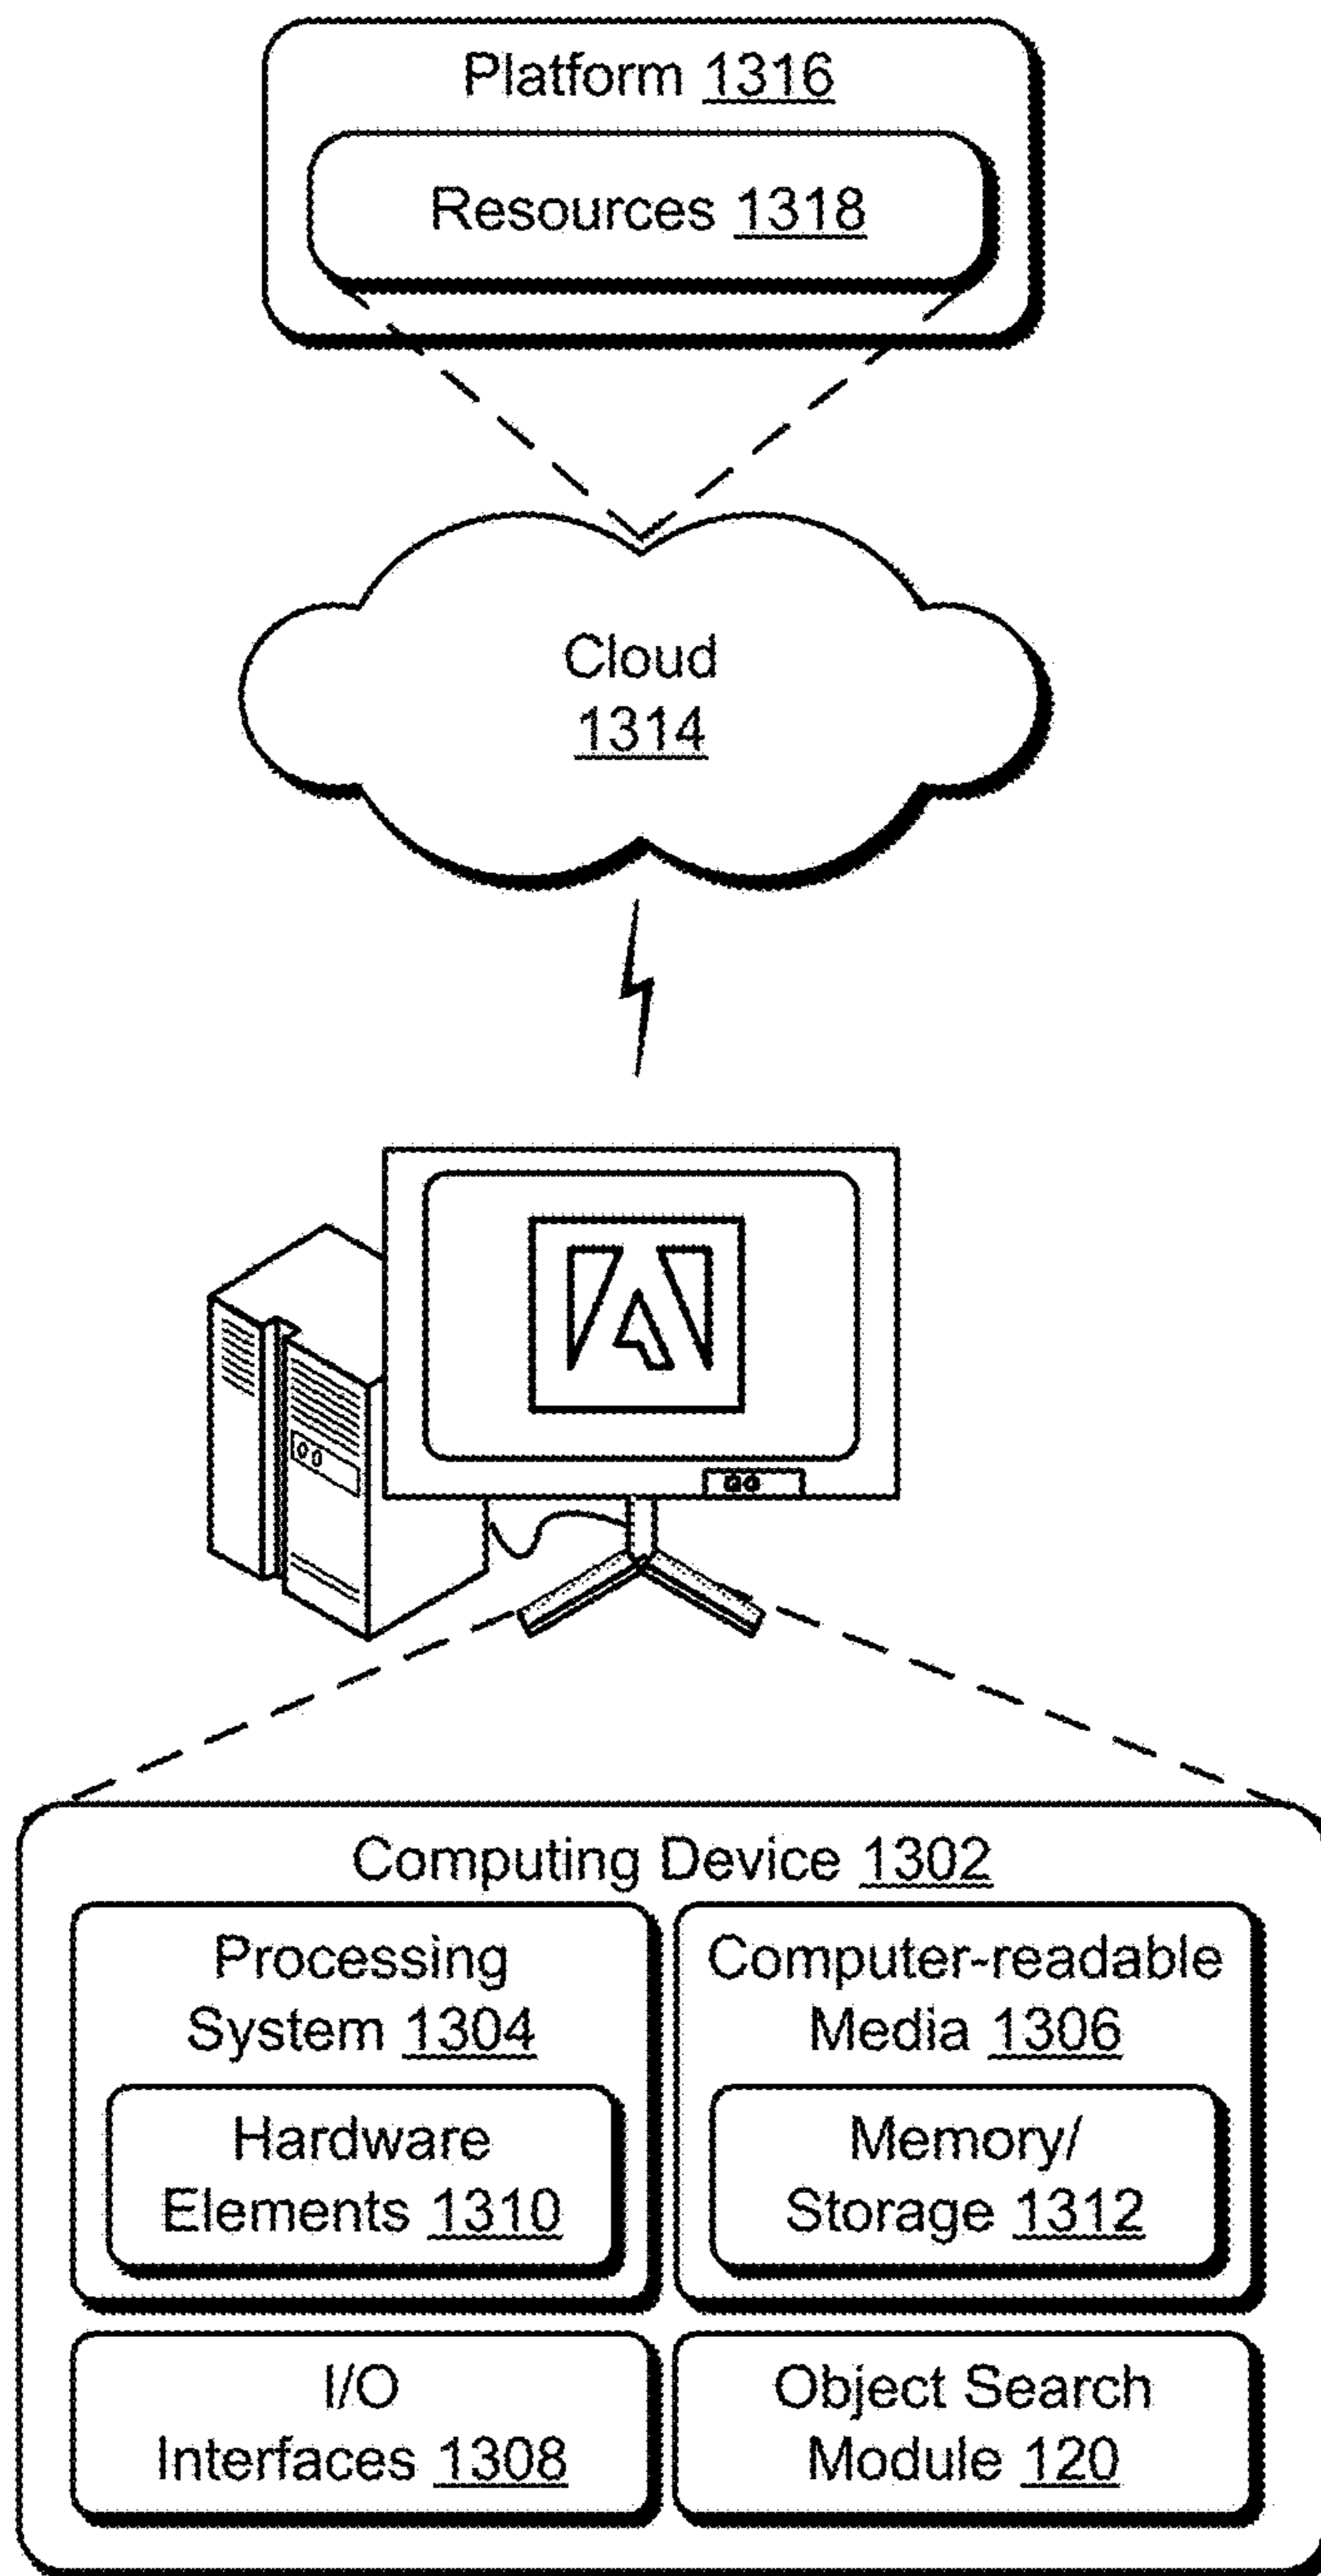 Platform 1316
Resources 1318
Cloud
1314
Computing Device 1302
Processing
System 1304
Hardware
Elements 1310
Computer-readable
Media 1306
Memory/
Storage 1312
I/O
Interfaces 1308
Object Search
Module 120